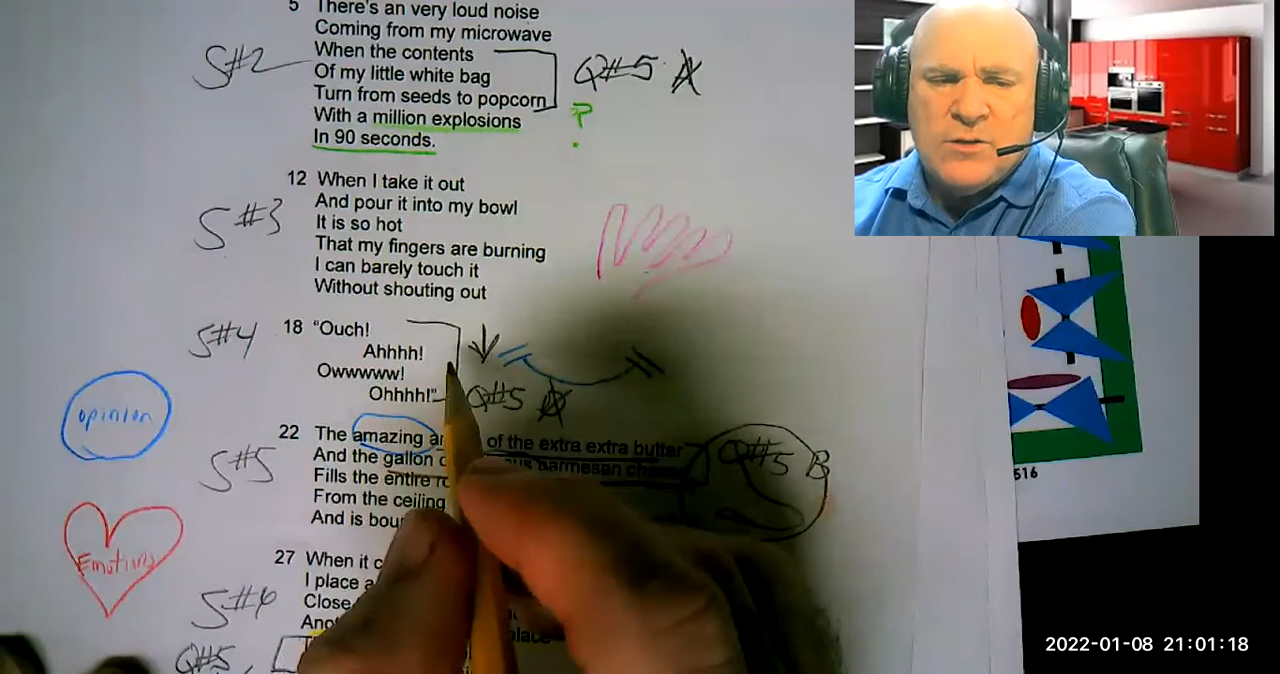 5 There's an very loud noise
Coming from my microwave
S#2 When the contents
Of my little white bag Q#5 A
Turn from seeds to popcorn
With a million explosions ?
In 90 seconds.
12 When I take it out
And pour it into my bowl
S#3 It is so hot
That my fingers are burning
I can barely touch it
Without shouting out
18 "Ouch!
S#4 Ahhhh!
Owwwww!
Ohhhh!" Q#5
opinion
22 The amazing of the extra extra butter
And the gallon parmesan Q#5 B
S#5 Fills the entire
From the ceiling
And is
27 When it
Emotions
I place
S#6 Close
Q#5
516
2022-01-08 21:01:18